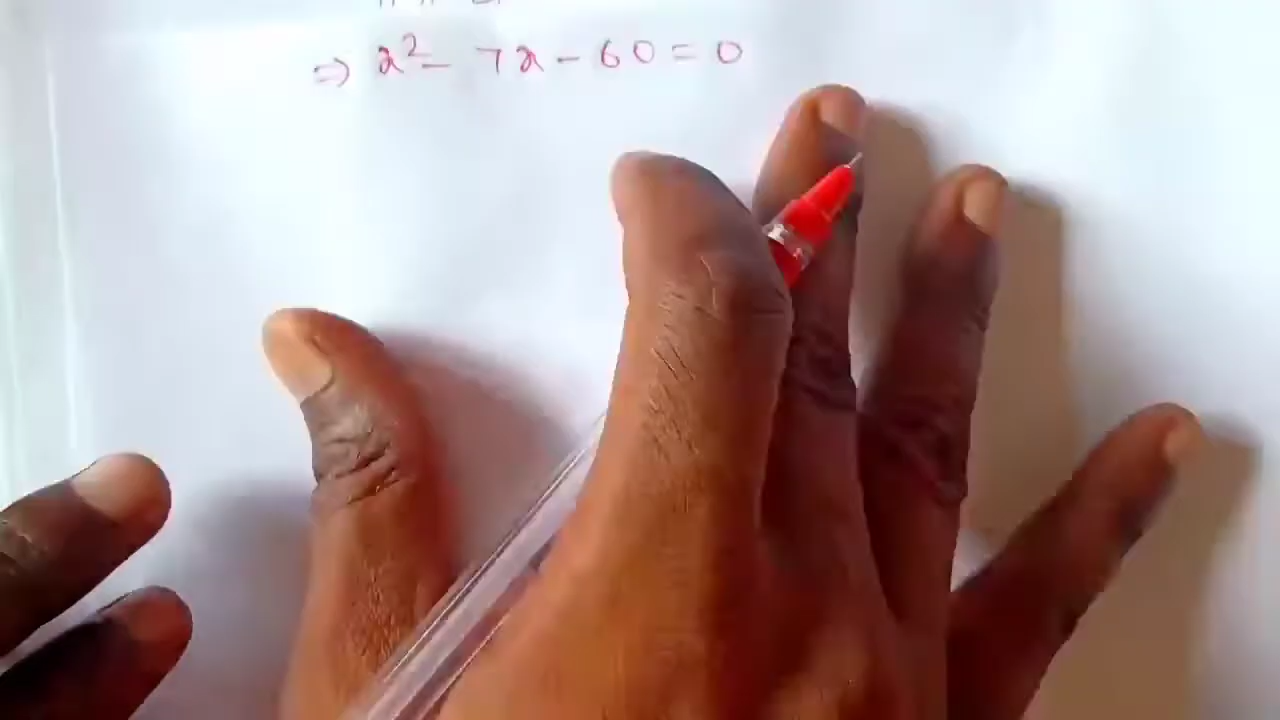 ⇒ x² - 7x - 60 = 0